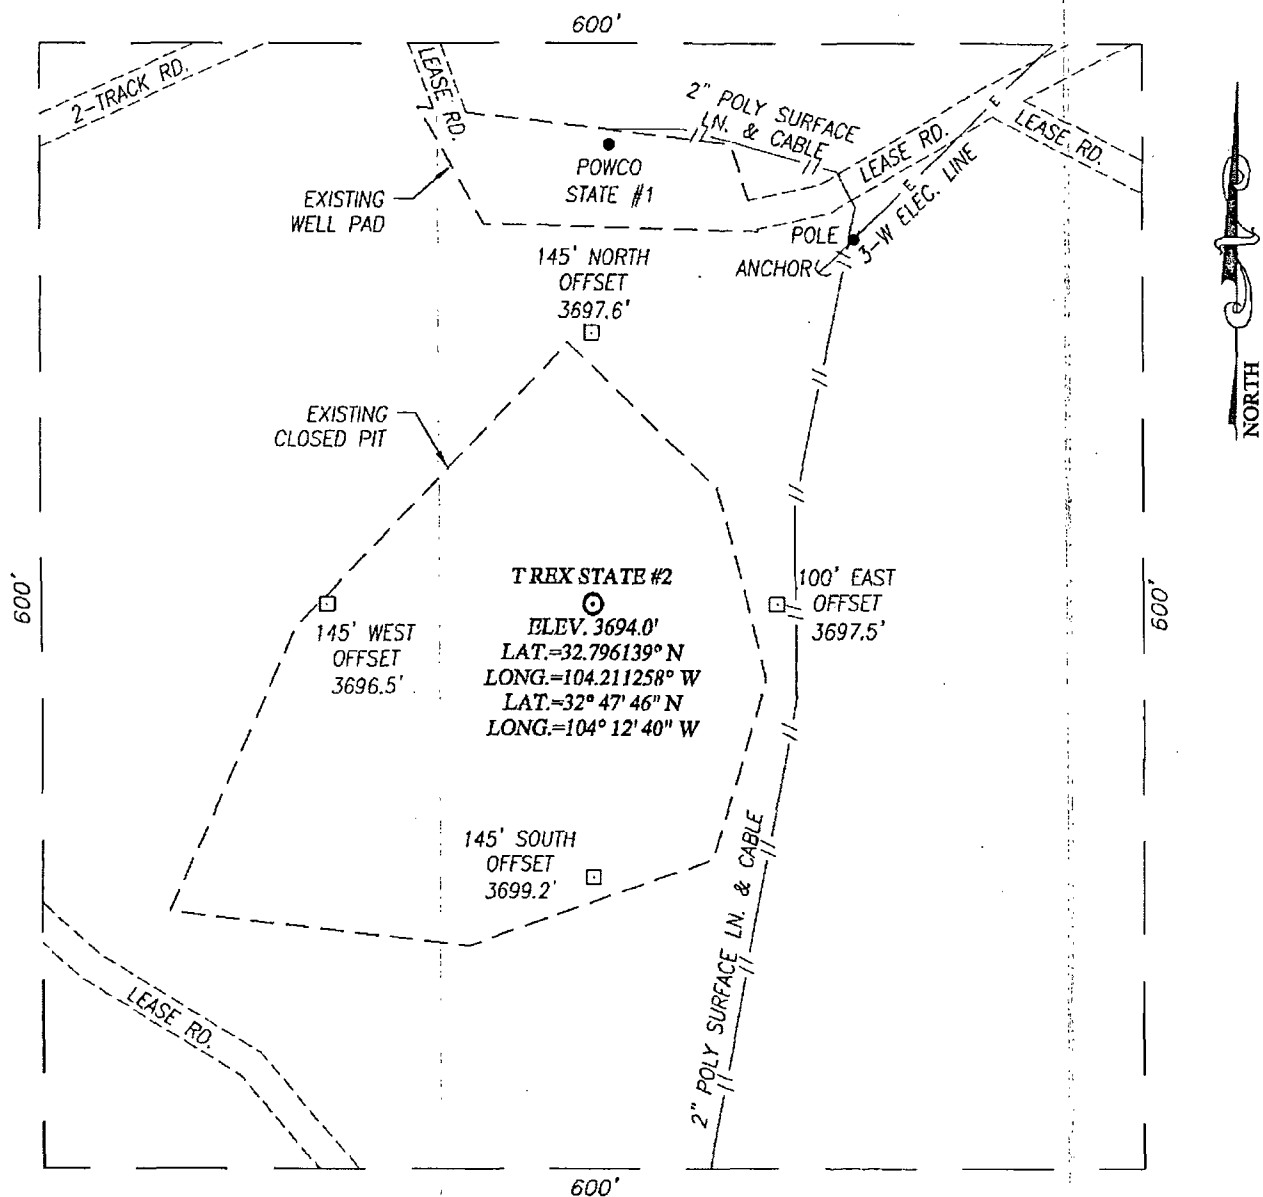 600'
2-TRACK RD.
LEASE RD.
2" POLY SURFACE
LN. & CABLE
LEASE RD.
E
LEASE RD.
POWCO
STATE #1
E
3-W ELEC. LINE
EXISTING
WELL PAD
POLE
ANCHOR
145' NORTH
OFFSET
3697.6'
NORTH
EXISTING
CLOSED PIT
600'
T REX STATE #2
ELEV. 3694.0'
LAT.=32.796139° N
LONG.=104.211258° W
LAT.=32° 47' 46" N
LONG.=104° 12' 40" W
145' WEST
OFFSET
3696.5'
100' EAST
OFFSET
3697.5'
600'
145' SOUTH
OFFSET
3699.2'
2" POLY SURFACE LN. & CABLE
LEASE RD.
600'